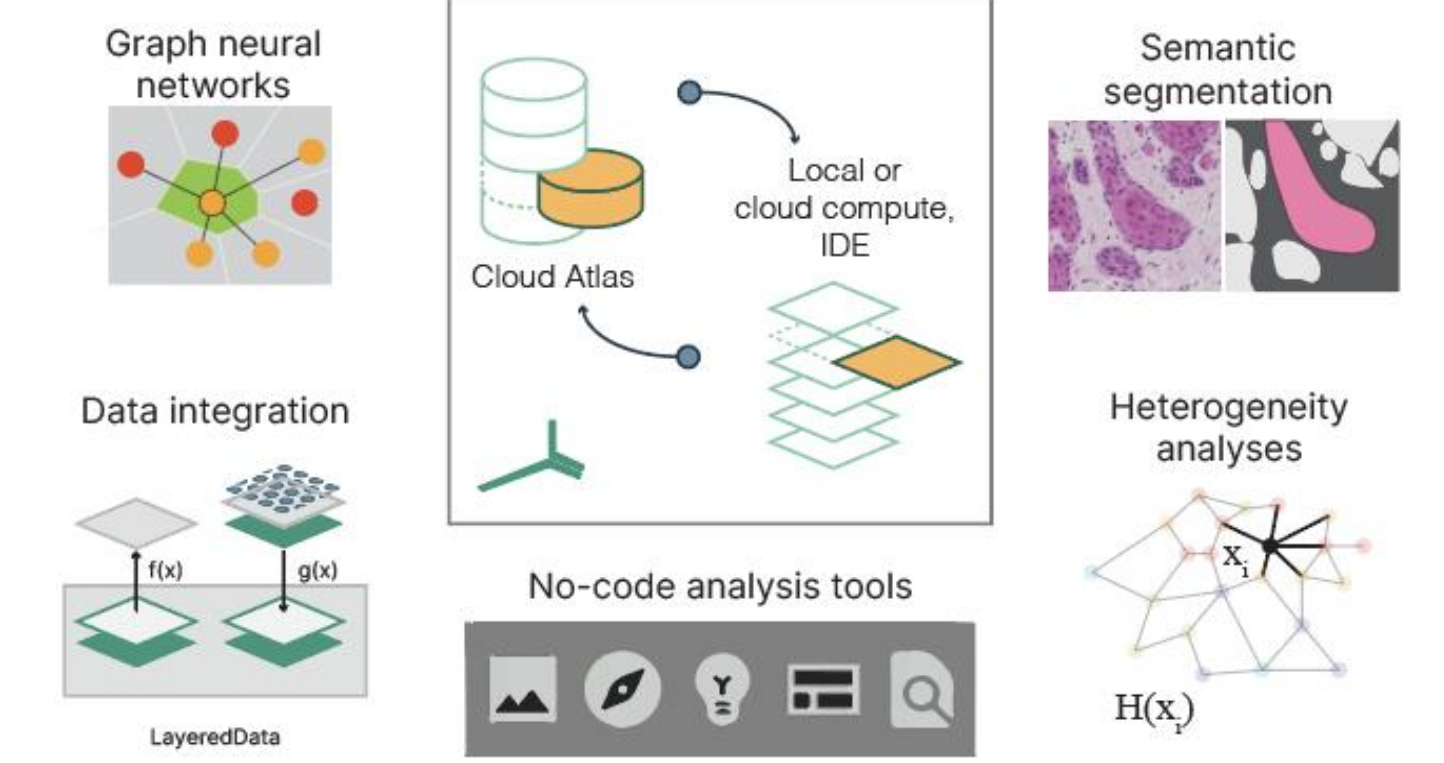 Graph neural
networks
Cloud Atlas
Local or
cloud compute,
IDE
Semantic
segmentation
Data integration
f(x)
g(x)
LayeredData
No-code analysis tools
Heterogeneity
analyses
xᵢ
H(xᵢ)